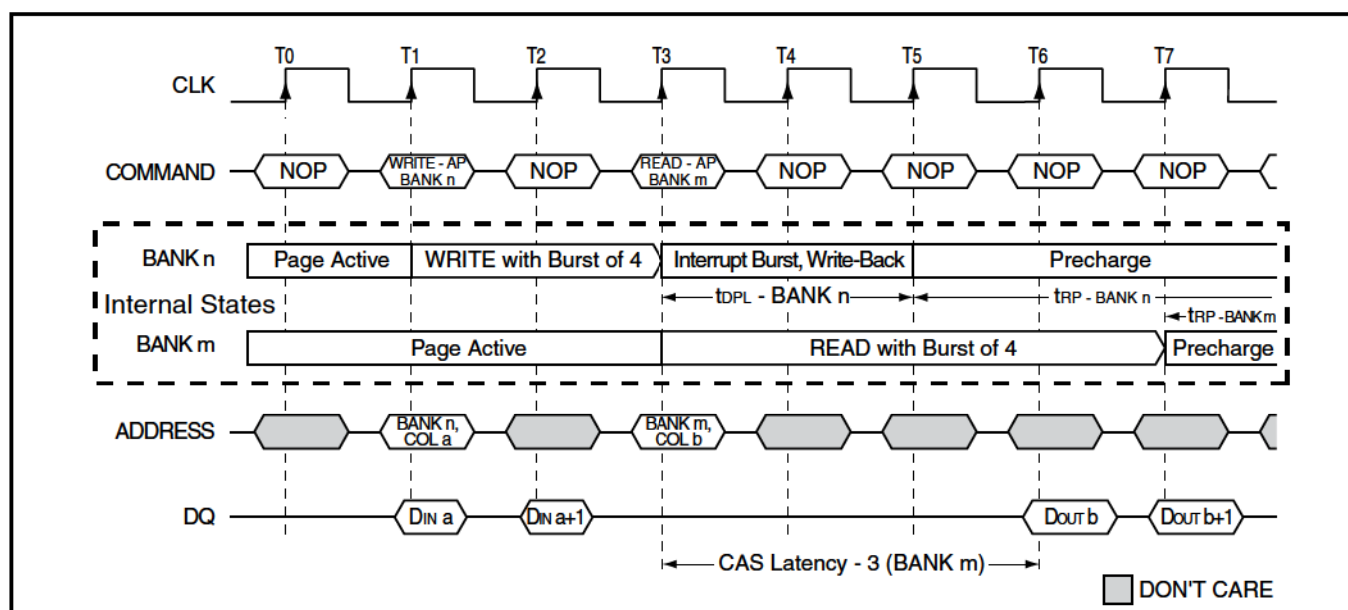 T0 T1 T2 T3 T4 T5 T6 T7
CLK
COMMAND NOP WRITE - AP BANK n NOP READ - AP BANK m NOP NOP NOP NOP
BANK n Page Active WRITE with Burst of 4 Interrupt Burst, Write-Back Precharge
tDPL - BANK n tRP - BANK n
Internal States
tRP - BANK m
BANK m Page Active READ with Burst of 4 Precharge
ADDRESS BANK n, COL a BANK m, COL b
DQ DIN a DIN a+1 DOUT b DOUT b+1
CAS Latency - 3 (BANK m)
DON'T CARE